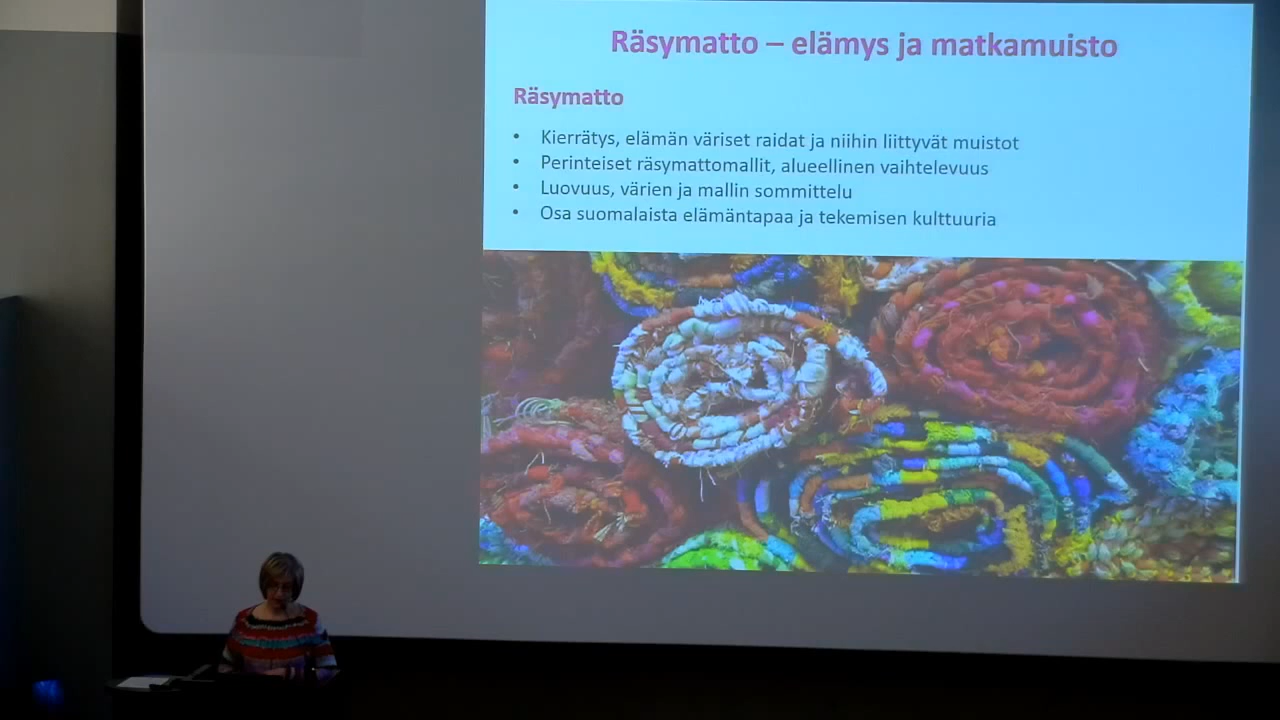 Räsymatto – elämys ja matkamuisto
Räsymatto
• Kierrätys, elämän väriset raidat ja niihin liittyvät muistot
• Perinteiset räsymattomallit, alueellinen vaihtelevuus
• Luovuus, värien ja mallin sommittelu
• Osa suomalaista elämäntapaa ja tekemisen kulttuuria